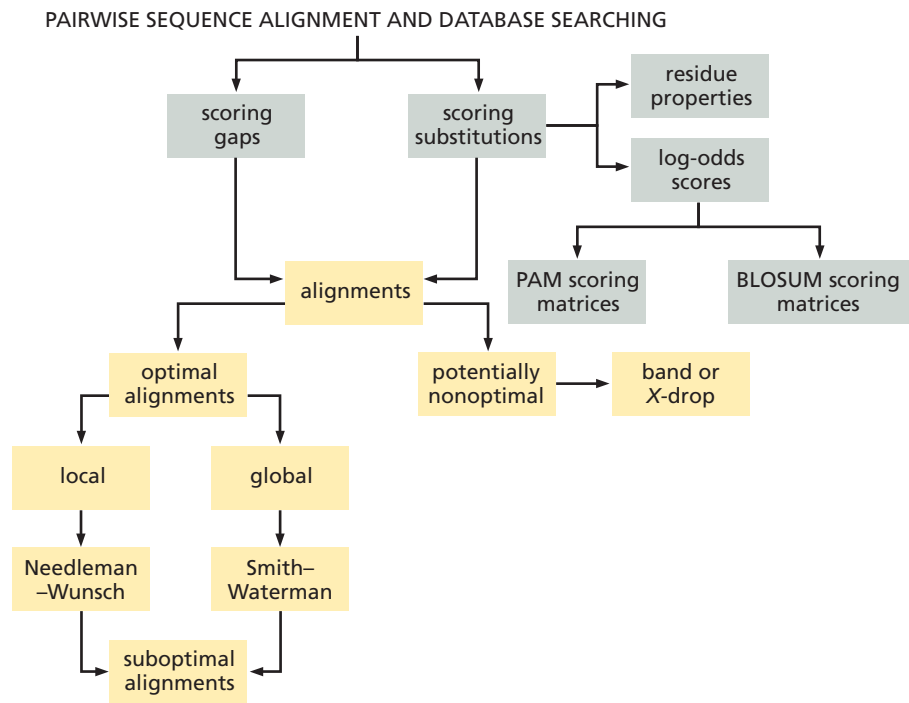 PAIRWISE SEQUENCE ALIGNMENT AND DATABASE SEARCHING
scoring
gaps
scoring
substitutions
residue
properties
log-odds
scores
PAM scoring
matrices
BLOSUM scoring
matrices
alignments
optimal
alignments
potentially
nonoptimal
band or
X-drop
local
global
Needleman
–Wunsch
Smith–
Waterman
suboptimal
alignments